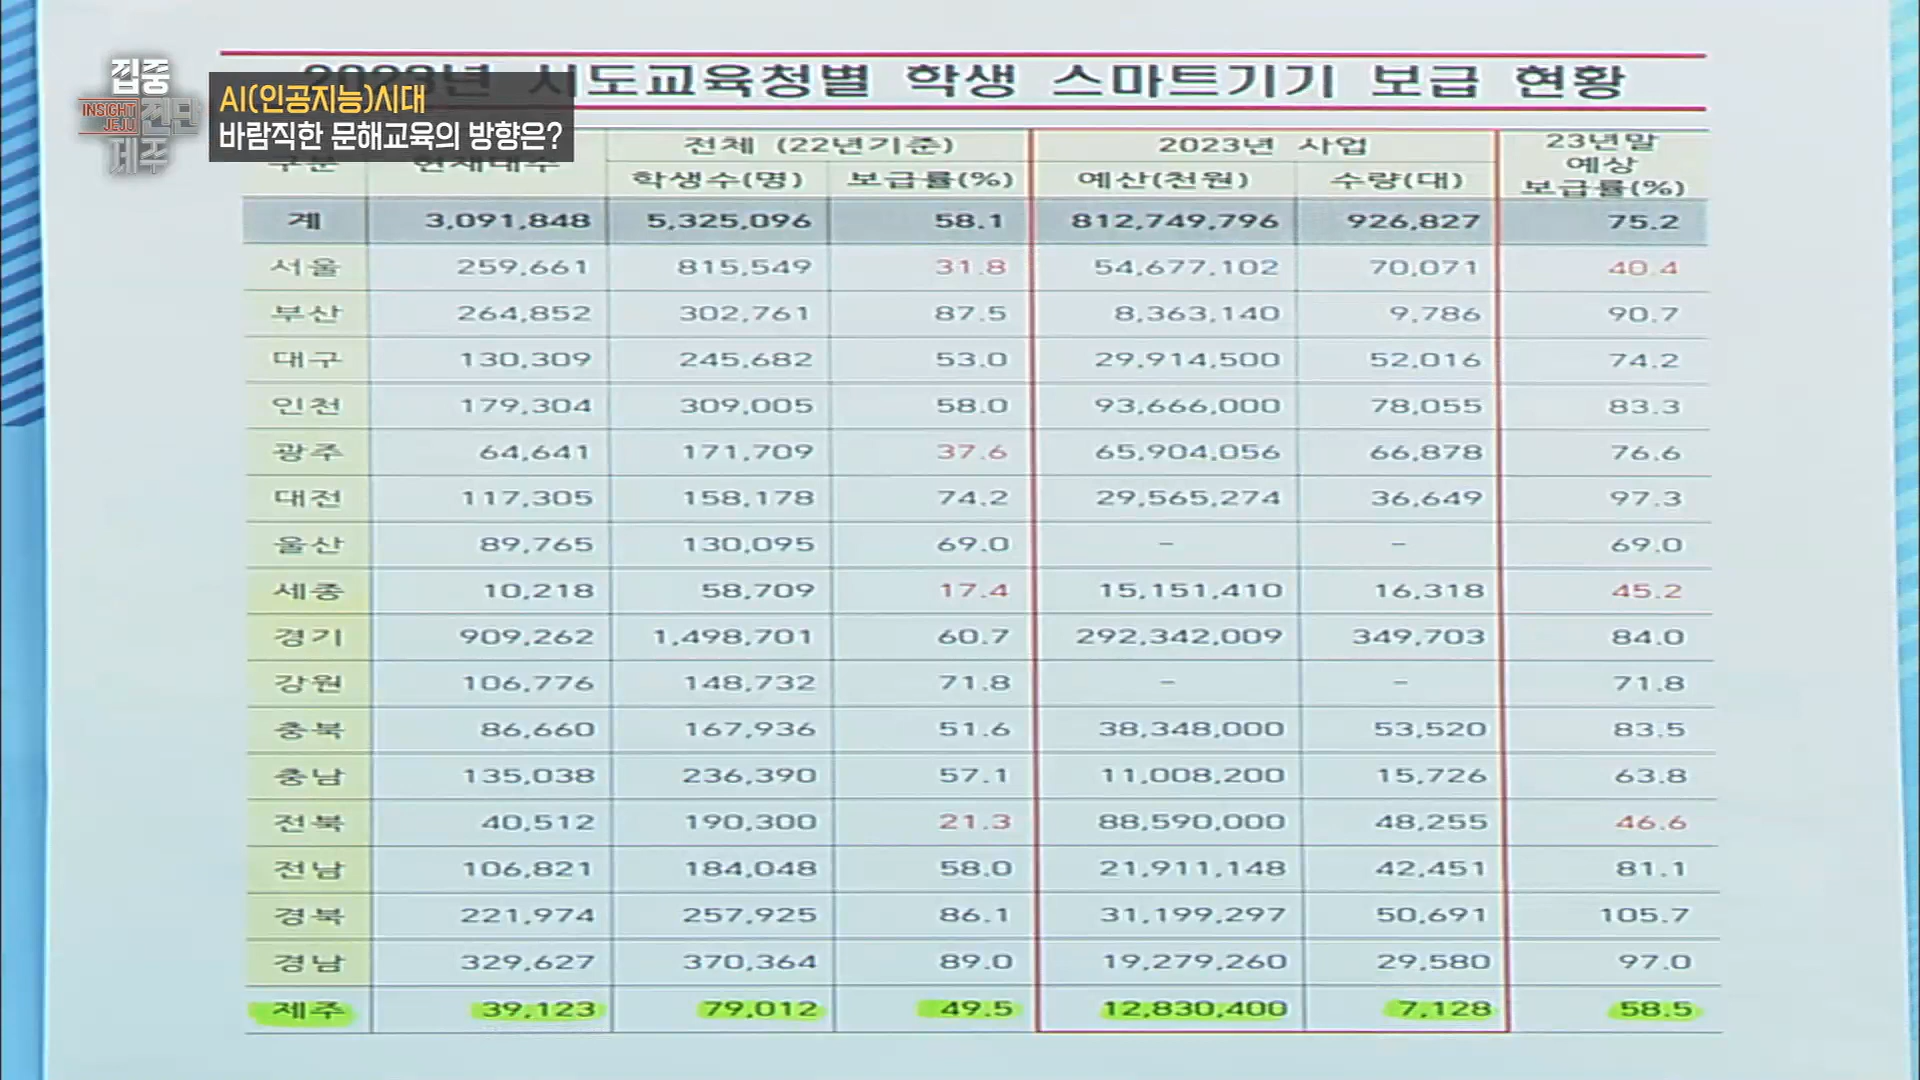 집중
INSIGHT
JEJU
진단
제주
AI(인공지능)시대
바람직한 문해교육의 방향은?
2023년 시도교육청별 학생 스마트기기 보급 현황
구분 현재대수 전체 (22년기준) 2023년 사업 23년말 예상 보급률(%)
학생수(명) 보급률(%) 예산(천원) 수량(대)
계 3,091,848 5,325,096 58.1 812,749,796 926,827 75.2
서울 259,661 815,549 31.8 54,677,102 70,071 40.4
부산 264,852 302,761 87.5 8,363,140 9,786 90.7
대구 130,309 245,682 53.0 29,914,500 52,016 74.2
인천 179,304 309,005 58.0 93,666,000 78,055 83.3
광주 64,641 171,709 37.6 65,904,056 66,878 76.6
대전 117,305 158,178 74.2 29,565,274 36,649 97.3
울산 89,765 130,095 69.0 - - 69.0
세종 10,218 58,709 17.4 15,151,410 16,318 45.2
경기 909,262 1,498,701 60.7 292,342,009 349,703 84.0
강원 106,776 148,732 71.8 - - 71.8
충북 86,660 167,936 51.6 38,348,000 53,520 83.5
충남 135,038 236,390 57.1 11,008,200 15,726 63.8
전북 40,512 190,300 21.3 88,590,000 48,255 46.6
전남 106,821 184,048 58.0 21,911,148 42,451 81.1
경북 221,974 257,925 86.1 31,199,297 50,691 105.7
경남 329,627 370,364 89.0 19,279,260 29,580 97.0
제주 39,123 79,012 49.5 12,830,400 7,128 58.5